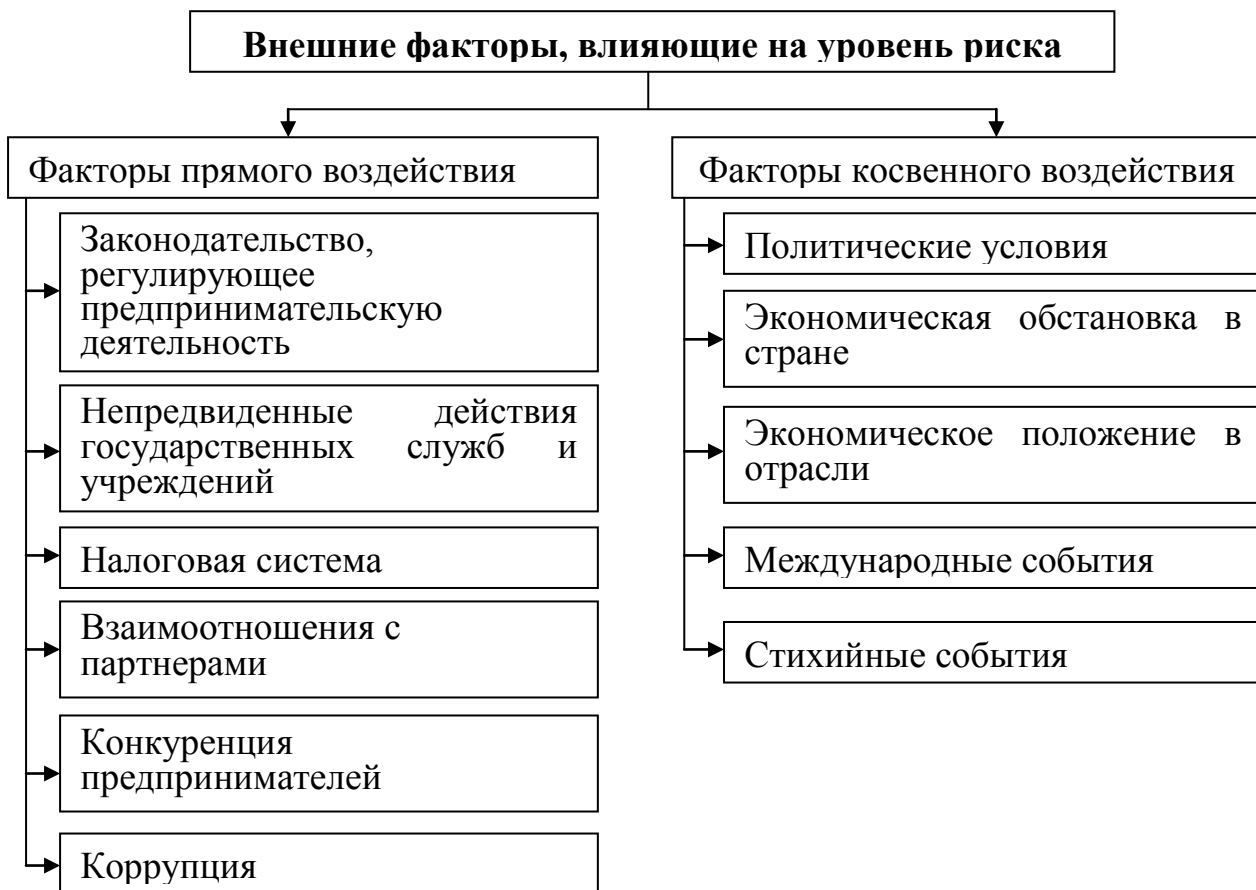 Внешние факторы, влияющие на уровень риска
Факторы прямого воздействия
Законодательство,
регулирующее
предпринимательскую
деятельность
Непредвиденные действия
государственных служб и
учреждений
Налоговая система
Взаимоотношения с
партнерами
Конкуренция
предпринимателей
Коррупция
Факторы косвенного воздействия
Политические условия
Экономическая обстановка в
стране
Экономическое положение в
отрасли
Международные события
Стихийные события